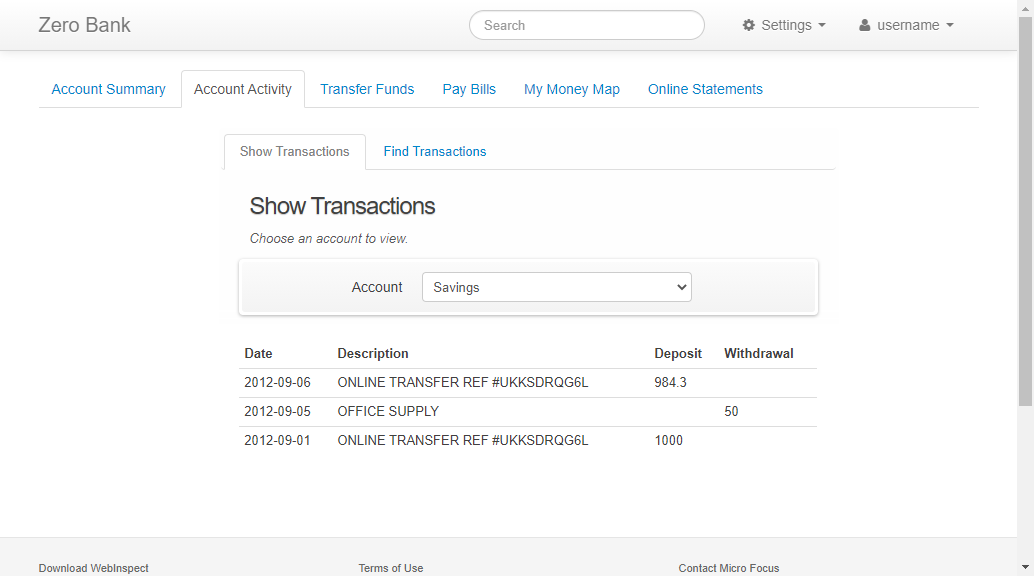 Zero Bank Search Settings username
Account Summary Account Activity Transfer Funds Pay Bills My Money Map Online Statements
Show Transactions Find Transactions
Show Transactions
Choose an account to view.
Account Savings
Date Description Deposit Withdrawal
2012-09-06 ONLINE TRANSFER REF #UKKSDRQG6L 984.3
2012-09-05 OFFICE SUPPLY 50
2012-09-01 ONLINE TRANSFER REF #UKKSDRQG6L 1000
Download WebInspect Terms of Use Contact Micro Focus